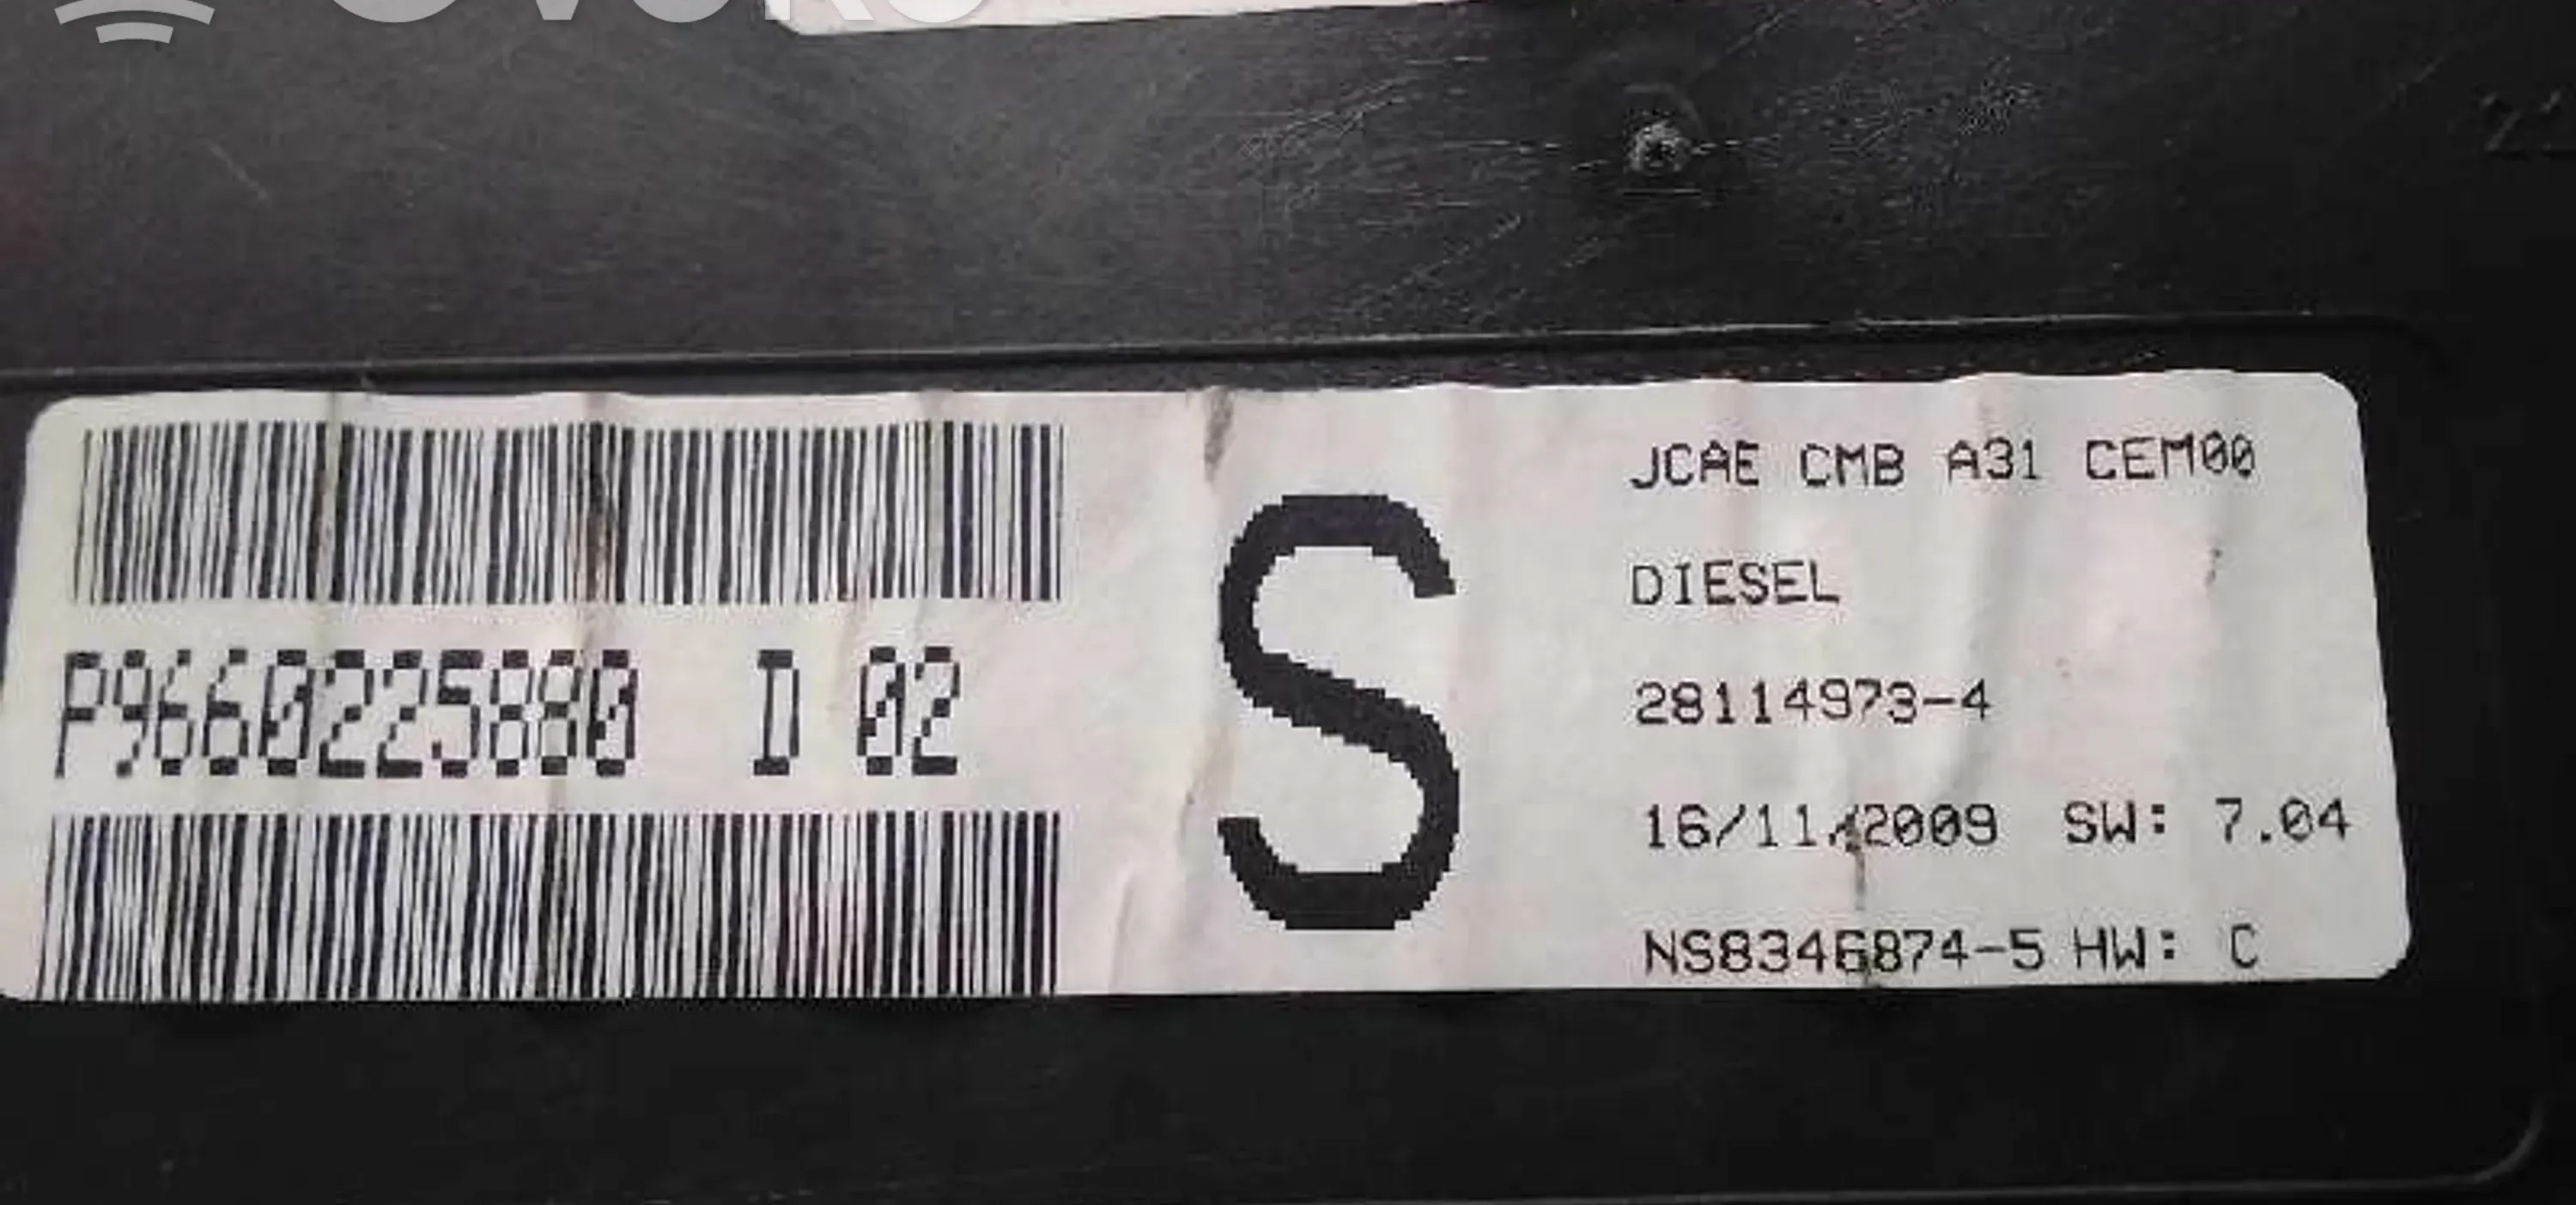 P9660225880 D 02
S
JCAE CMB A31 CEM00
DIESEL
28114973-4
16/11/2009 SW: 7.04
NS8346874-5 HW: C